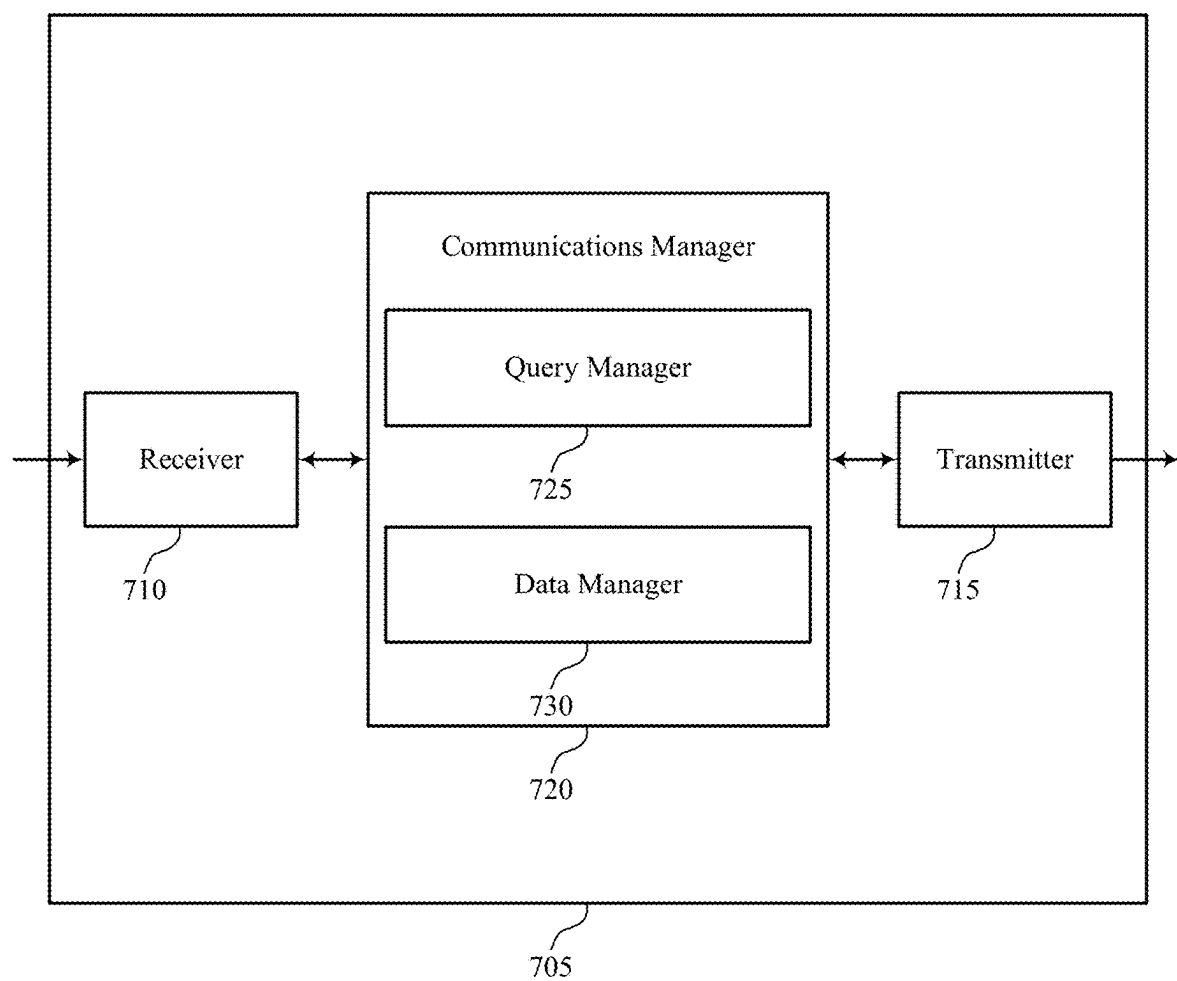 Communications Manager
Query Manager
725
Receiver
710
Transmitter
715
Data Manager
730
720
705